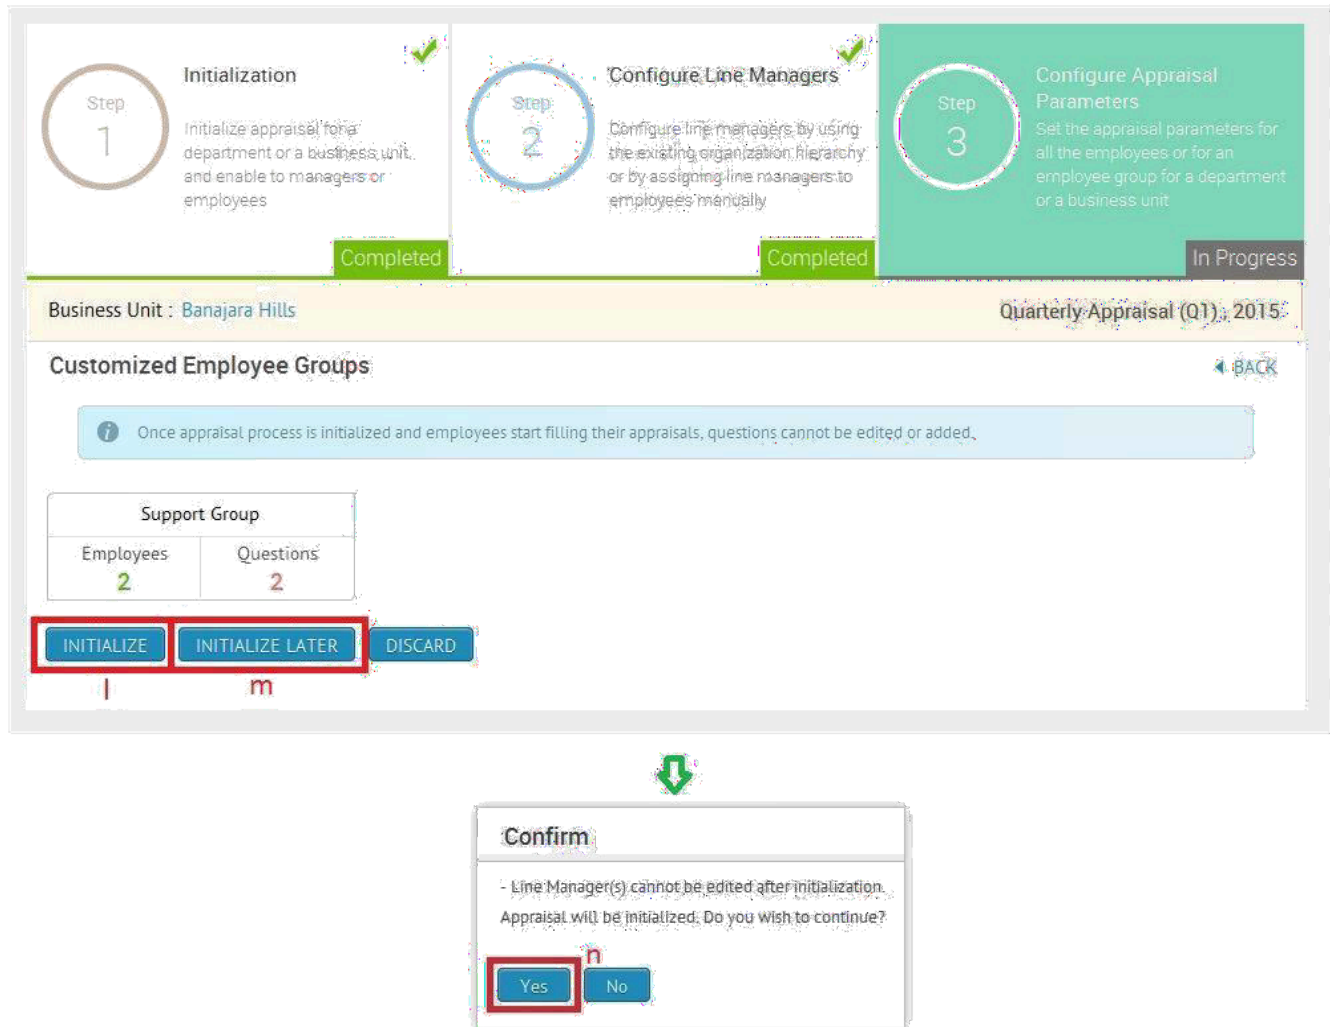 Step
1
Initialization
Initialize appraisal for a
department or a business unit,
and enable to managers or
employees
Completed
Step
2
Configure Line Managers
Configure line managers by using
the existing organization hierarchy
or by assigning line managers to
employees manually
Completed
Step
3
Configure Appraisal
Parameters
Set the appraisal parameters for
all the employees or for an
employee group for a department
or a business unit
In Progress
Business Unit : Banajara Hills
Quarterly Appraisal (Q1) , 2015
Customized Employee Groups
BACK
Once appraisal process is initialized and employees start filling their appraisals, questions cannot be edited or added.
Support Group
Employees Questions
2 2
INITIALIZE INITIALIZE LATER DISCARD
l m
Confirm
- Line Manager(s) cannot be edited after initialization.
Appraisal will be initialized. Do you wish to continue?
n
Yes No